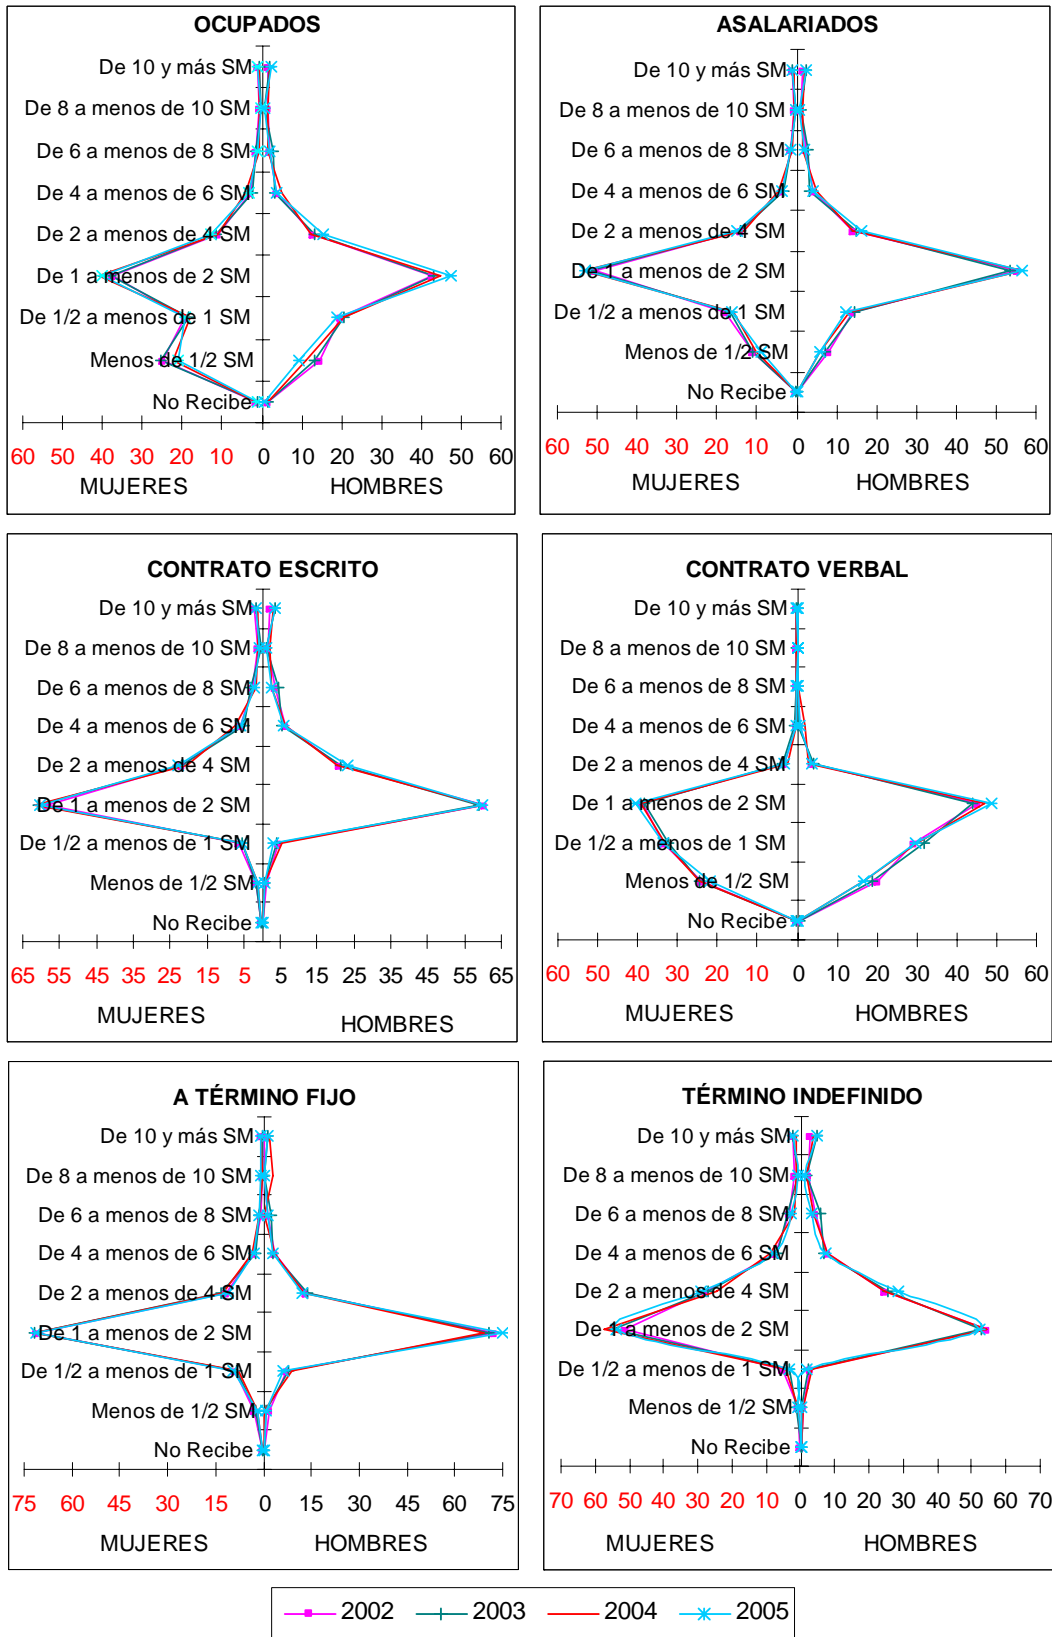 OCUPADOS
De 10 y más SM
De 8 a menos de 10 SM
De 6 a menos de 8 SM
De 4 a menos de 6 SM
De 2 a menos de 4 SM
De 1 a menos de 2 SM
De 1/2 a menos de 1 SM
Menos de 1/2 SM
No Recibe
60 50 40 30 20 10 0 10 20 30 40 50 60
MUJERES HOMBRES
ASALARIADOS
De 10 y más SM
De 8 a menos de 10 SM
De 6 a menos de 8 SM
De 4 a menos de 6 SM
De 2 a menos de 4 SM
De 1 a menos de 2 SM
De 1/2 a menos de 1 SM
Menos de 1/2 SM
No Recibe
60 50 40 30 20 10 0 10 20 30 40 50 60
MUJERES HOMBRES
CONTRATO ESCRITO
De 10 y más SM
De 8 a menos de 10 SM
De 6 a menos de 8 SM
De 4 a menos de 6 SM
De 2 a menos de 4 SM
De 1 a menos de 2 SM
De 1/2 a menos de 1 SM
Menos de 1/2 SM
No Recibe
65 55 45 35 25 15 5 5 15 25 35 45 55 65
MUJERES HOMBRES
CONTRATO VERBAL
De 10 y más SM
De 8 a menos de 10 SM
De 6 a menos de 8 SM
De 4 a menos de 6 SM
De 2 a menos de 4 SM
De 1 a menos de 2 SM
De 1/2 a menos de 1 SM
Menos de 1/2 SM
No Recibe
60 50 40 30 20 10 0 10 20 30 40 50 60
MUJERES HOMBRES
A TÉRMINO FIJO
De 10 y más SM
De 8 a menos de 10 SM
De 6 a menos de 8 SM
De 4 a menos de 6 SM
De 2 a menos de 4 SM
De 1 a menos de 2 SM
De 1/2 a menos de 1 SM
Menos de 1/2 SM
No Recibe
75 60 45 30 15 0 15 30 45 60 75
MUJERES HOMBRES
TÉRMINO INDEFINIDO
De 10 y más SM
De 8 a menos de 10 SM
De 6 a menos de 8 SM
De 4 a menos de 6 SM
De 2 a menos de 4 SM
De 1 a menos de 2 SM
De 1/2 a menos de 1 SM
Menos de 1/2 SM
No Recibe
70 60 50 40 30 20 10 0 10 20 30 40 50 60 70
MUJERES HOMBRES
2002 2003 2004 2005